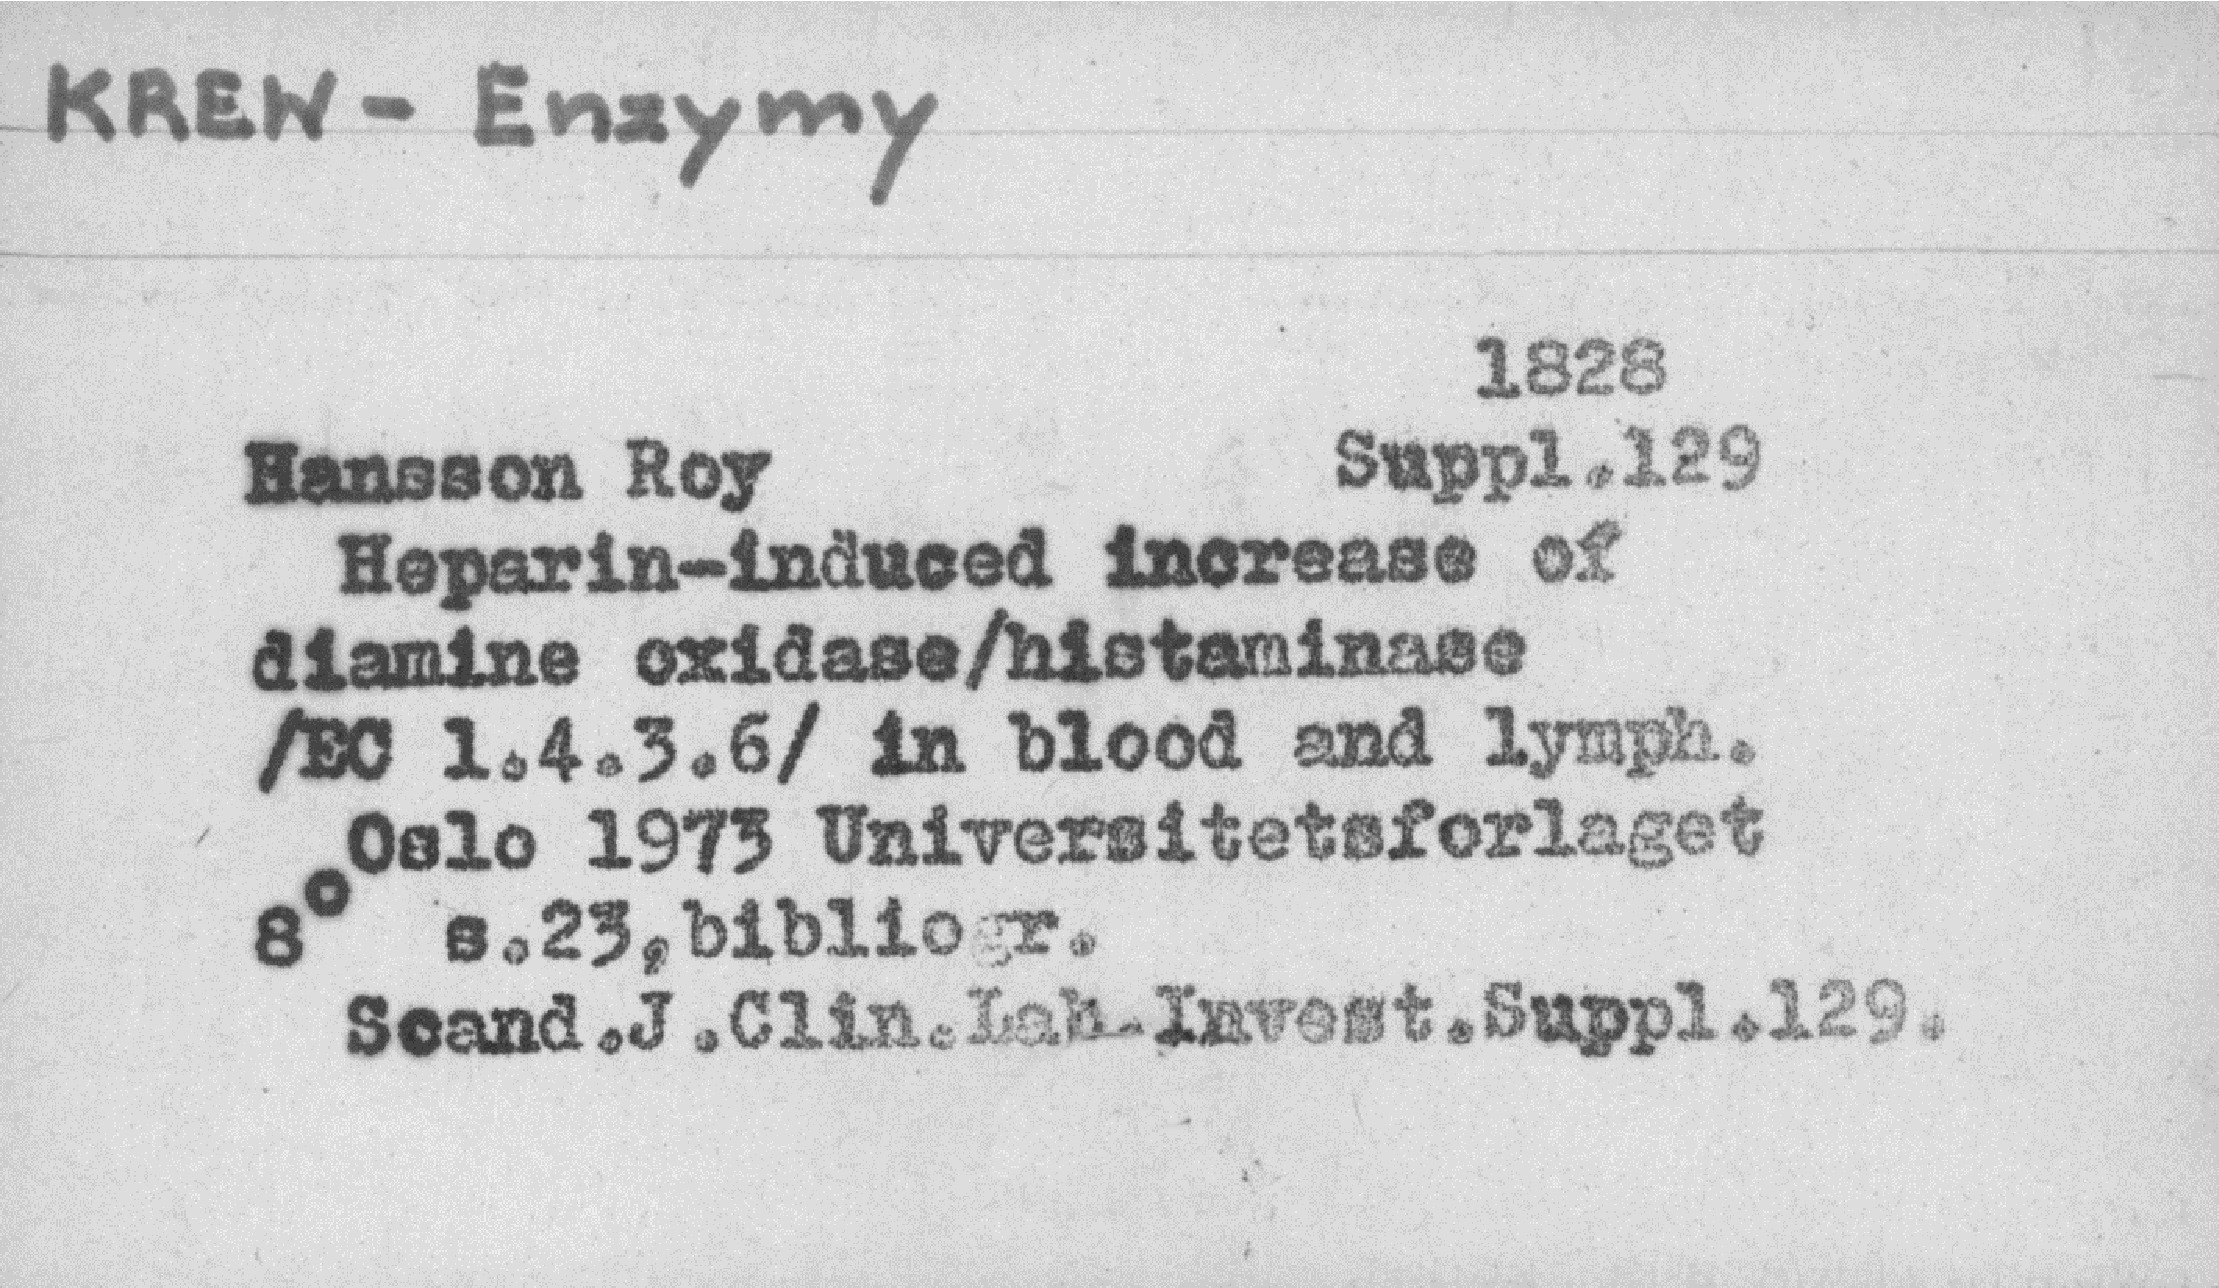 KREW - Enzymy
1828
Hansson Roy Suppl.129
Heparin-induced increase of
diamine oxidase/histaminase
/EC 1.4.3.6/ in blood and lymph.
Oslo 1973 Universitetsforlaget
8° s.23,bibliogr.
Scand.J.Clin.Lab.Invest.Suppl.129.